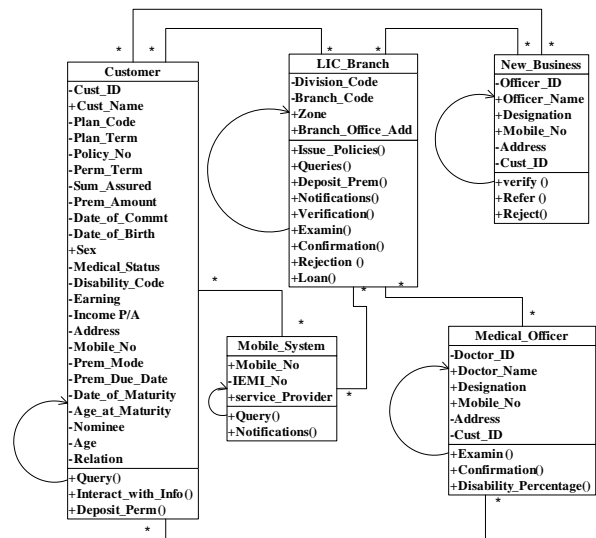 *
*
*
*
*
*
Customer
-Cust_ID
+Cust_Name
-Plan_Code
-Plan_Term
-Policy_No
-Perm_Term
-Sum_Assured
-Prem_Amount
-Date_of_Commt
-Date_of_Birth
+Sex
-Medical_Status
-Disability_Code
-Earning
-Income P/A
-Address
-Mobile_No
-Prem_Mode
-Prem_Due_Date
-Date_of_Maturity
-Age_at_Maturity
-Nominee
-Age
-Relation
+Query()
+Interact_with_Info()
+Deposit_Perm()
*
LIC_Branch
-Division_Code
-Branch_Code
+Zone
+Branch_Office_Add
+Issue_Policies()
+Queries()
+Deposit_Prem()
+Notifications()
+Verification()
+Examin()
+Confirmation()
+Rejection ()
+Loan()
*
*
New_Business
-Officer_ID
+Officer_Name
+Designation
+Mobile_No
-Address
-Cust_ID
+verify ()
+Refer ()
+Reject()
*
*
Mobile_System
+Mobile_No
-IEMI_No
+service_Provider
+Query()
+Notifications()
*
*
Medical_Officer
-Doctor_ID
+Doctor_Name
+Designation
+Mobile_No
-Address
-Cust_ID
+Examin()
+Confirmation()
+Disability_Percentage()
*